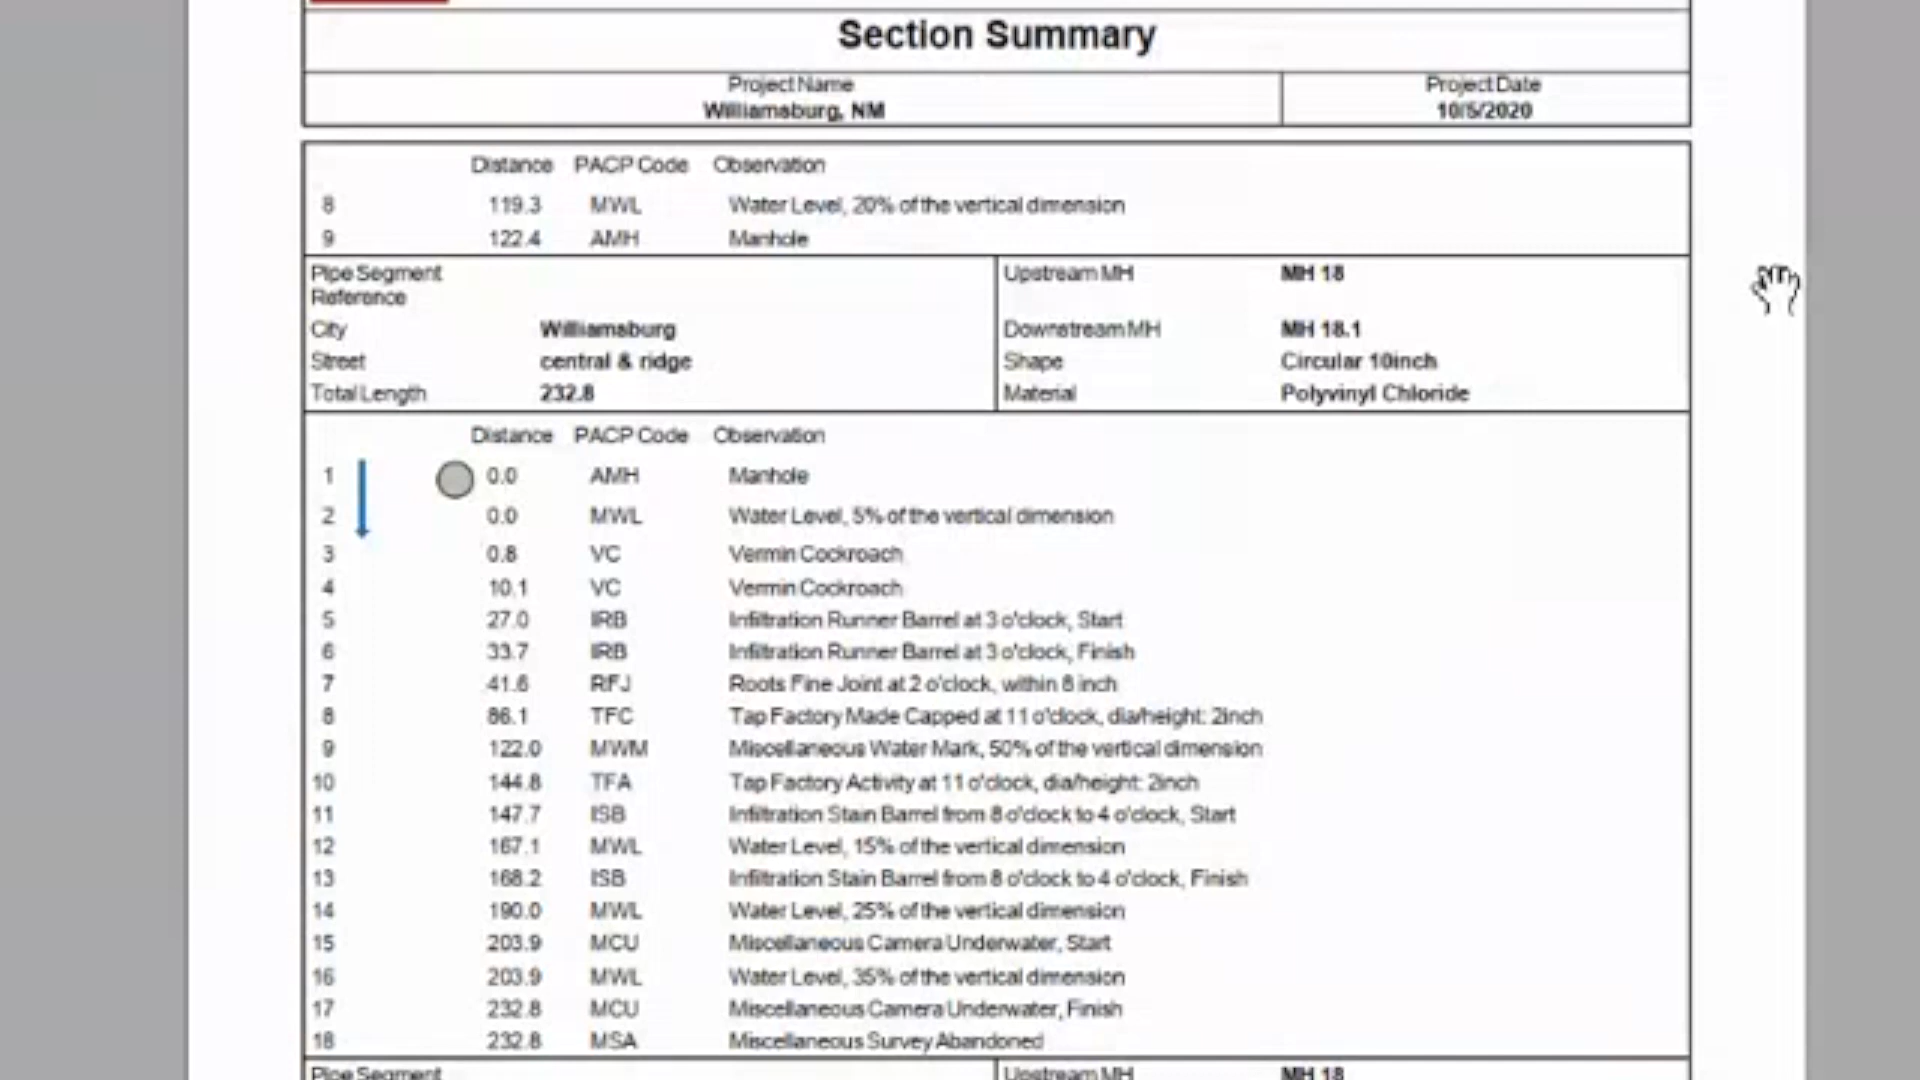 Section Summary
Project Name Project Date
Williamsburg, NM 10/5/2020
Distance PACP Code Observation
8 119.3 MWL Water Level, 20% of the vertical dimension
9 122.4 AMH Manhole
Pipe Segment Reference Upstream MH MH 18
City Williamsburg Downstream MH MH 18.1
Street central & ridge Shape Circular 10inch
Total Length 232.8 Material Polyvinyl Chloride
Distance PACP Code Observation
1 0.0 AMH Manhole
2 0.0 MWL Water Level, 5% of the vertical dimension
3 0.8 VC Vermin Cockroach
4 10.1 VC Vermin Cockroach
5 27.0 IRB Infiltration Runner Barrel at 3 o'clock, Start
6 33.7 IRB Infiltration Runner Barrel at 3 o'clock, Finish
7 41.6 RFJ Roots Fine Joint at 2 o'clock, within 8 inch
8 86.1 TFC Tap Factory Made Capped at 11 o'clock, dia/height: 2inch
9 122.0 MWM Miscellaneous Water Mark, 50% of the vertical dimension
10 144.8 TFA Tap Factory Activity at 11 o'clock, dia/height: 2inch
11 147.7 ISB Infiltration Stain Barrel from 8 o'clock to 4 o'clock, Start
12 167.1 MWL Water Level, 15% of the vertical dimension
13 168.2 ISB Infiltration Stain Barrel from 8 o'clock to 4 o'clock, Finish
14 190.0 MWL Water Level, 25% of the vertical dimension
15 203.9 MCU Miscellaneous Camera Underwater, Start
16 203.9 MWL Water Level, 35% of the vertical dimension
17 232.8 MCU Miscellaneous Camera Underwater, Finish
18 232.8 MSA Miscellaneous Survey Abandoned
Pipe Segment Upstream MH MH 18